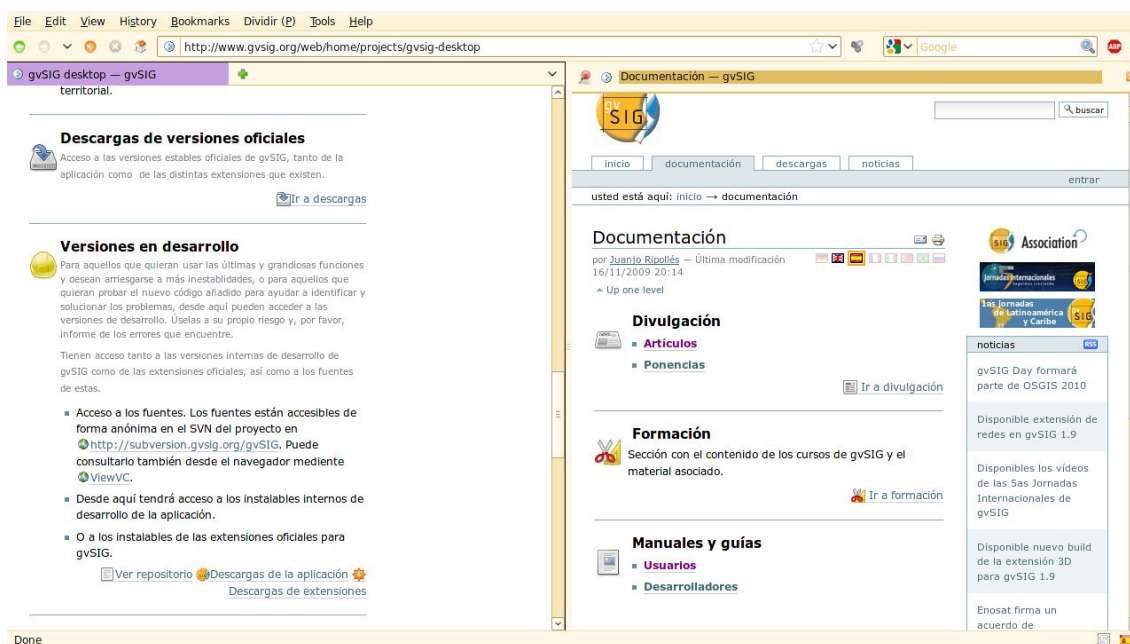 File Edit View History Bookmarks Dividir (P) Tools Help
http://www.gvsig.org/web/home/projects/gvsig-desktop
Google
ABP
gvSIG desktop — gvSIG
territorial.
Descargas de versiones oficiales
Acceso a las versiones estables oficiales de gvSIG, tanto de la
aplicación como de las distintas extensiones que existen.
Ir a descargas
Versiones en desarrollo
Para aquellos que quieran usar las últimas y grandiosas funciones
y desean arriesgarse a más inestablidades, o para aquellos que
quieran probar el nuevo código añadido para ayudar a identificar y
solucionar los problemas, desde aquí pueden acceder a las
versiones de desarrollo. Úselas a su propio riesgo y, por favor,
informe de los errores que encuentre.
Tienen acceso tanto a las versiones internas de desarrollo de
gvSIG como de las extensiones oficiales, así como a los fuentes
de estas.
Acceso a los fuentes. Los fuentes están accesibles de
forma anónima en el SVN del proyecto en
http://subversion.gvsig.org/gvSIG. Puede
consultarlo también desde el navegador mediante
ViewVC.
Desde aquí tendrá acceso a los instalables internos de
desarrollo de la aplicación.
O a los instalables de las extensiones oficiales para
gvSIG.
Ver repositorio Descargas de la aplicación
Descargas de extensiones
Documentación — gvSIG
gv
SIG
buscar
inicio documentación descargas noticias
entrar
usted está aquí: inicio → documentación
Documentación
por Juanjo Ripollés — Última modificación
16/11/2009 20:14
Up one level
Divulgación
Artículos
Ponencias
Ir a divulgación
Formación
Sección con el contenido de los cursos de gvSIG y el
material asociado.
Ir a formación
Manuales y guías
Usuarios
Desarrolladores
SIG Association
Jornadas Internacionales
1as Jornadas
de Latinoamérica
y Caribe
SIG
noticias RSS
gvSIG Day formará
parte de OSGIS 2010
Disponible extensión de
redes en gvSIG 1.9
Disponibles los vídeos
de las 5as Jornadas
Internacionales de
gvSIG
Disponible nuevo build
de la extensión 3D
para gvSIG 1.9
Enosat firma un
acuerdo de
Done